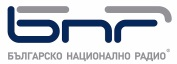 бнр
БЪЛГАРСКО НАЦИОНАЛНО РАДИО®